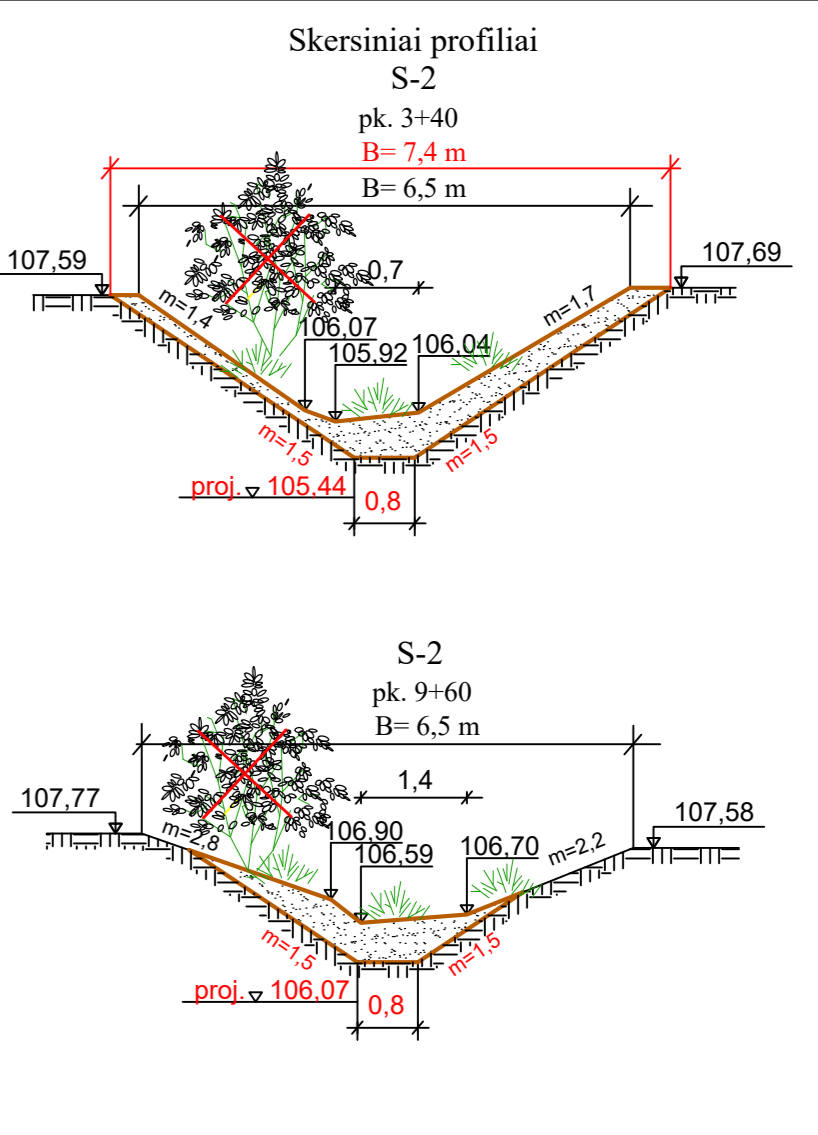 Skersiniai profiliai
S-2
pk. 3+40
B= 7,4 m
B= 6,5 m
107,59
107,69
0,7
m=1,4
m=1,7
106,07
105,92
106,04
m=1,5
m=1,5
proj. 105,44
0,8
S-2
pk. 9+60
B= 6,5 m
1,4
107,77
107,58
m=2,8
106,90
106,59
106,70
m=2,2
m=1,5
m=1,5
proj. 106,07
0,8